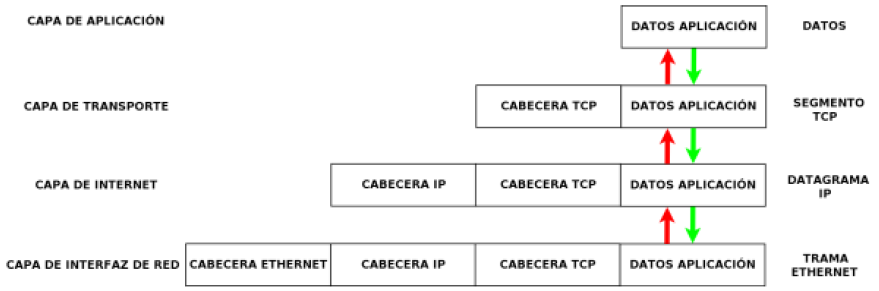 CAPA DE APLICACIÓN
DATOS APLICACIÓN
DATOS
CAPA DE TRANSPORTE
CABECERA TCP
DATOS APLICACIÓN
SEGMENTO
TCP
CAPA DE INTERNET
CABECERA IP
CABECERA TCP
DATOS APLICACIÓN
DATAGRAMA
IP
CAPA DE INTERFAZ DE RED
CABECERA ETHERNET
CABECERA IP
CABECERA TCP
DATOS APLICACIÓN
TRAMA
ETHERNET